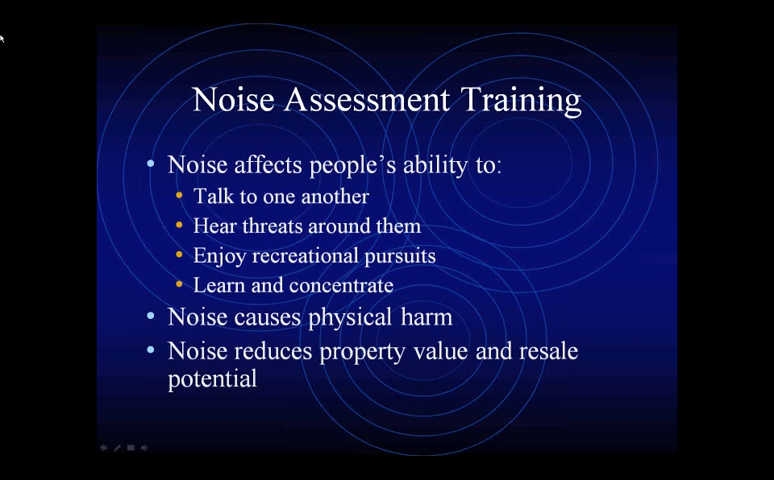 Noise Assessment Training
• Noise affects people's ability to:
• Talk to one another
• Hear threats around them
• Enjoy recreational pursuits
• Learn and concentrate
• Noise causes physical harm
• Noise reduces property value and resale
potential